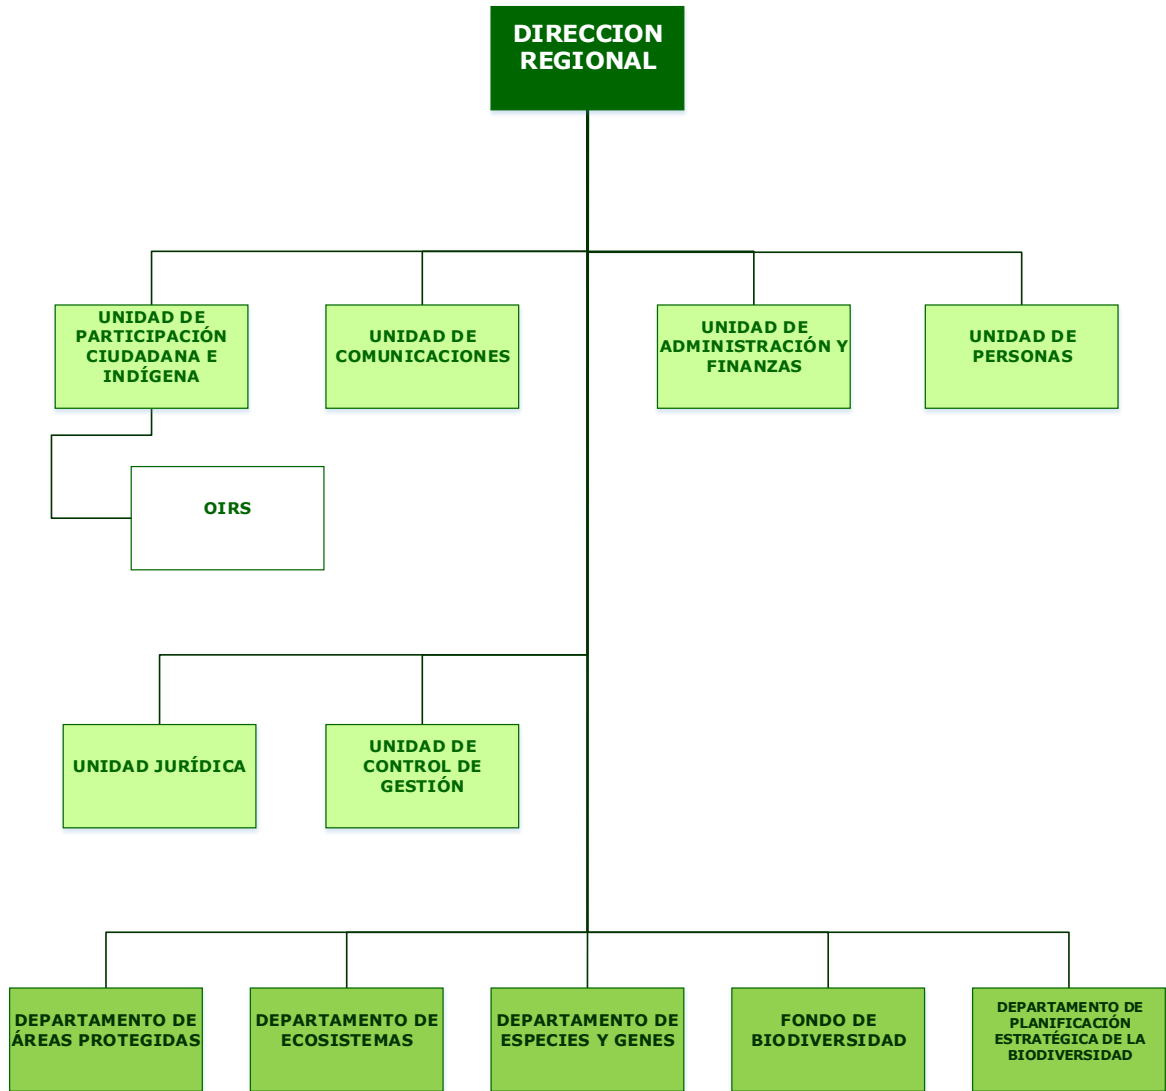 DIRECCION
REGIONAL
UNIDAD DE
PARTICIPACIÓN
CIUDADANA E
INDÍGENA
UNIDAD DE
COMUNICACIONES
UNIDAD DE
ADMINISTRACIÓN Y
FINANZAS
UNIDAD DE
PERSONAS
OIRS
UNIDAD JURÍDICA
UNIDAD DE
CONTROL DE
GESTIÓN
DEPARTAMENTO DE
ÁREAS PROTEGIDAS
DEPARTAMENTO DE
ECOSISTEMAS
DEPARTAMENTO DE
ESPECIES Y GENES
FONDO DE
BIODIVERSIDAD
DEPARTAMENTO DE
PLANIFICACIÓN
ESTRATÉGICA DE LA
BIODIVERSIDAD